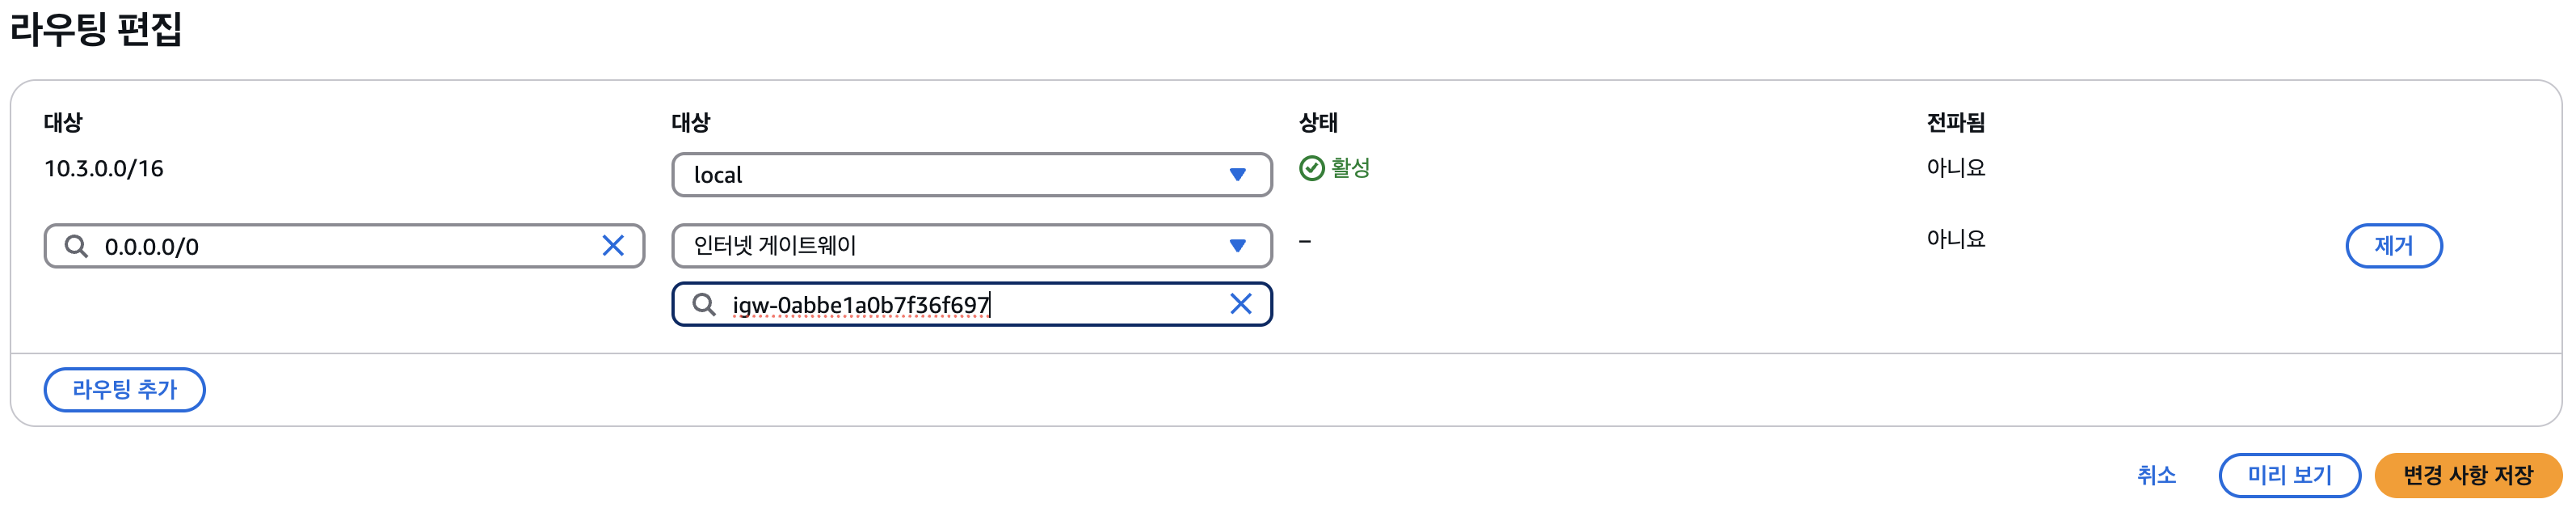 라우팅 편집
대상 대상 상태 전파됨
10.3.0.0/16 local 활성 아니요
0.0.0.0/0 인터넷 게이트웨이 – 아니요 제거
igw-0abbe1a0b7f36f697
라우팅 추가
취소 미리 보기 변경 사항 저장